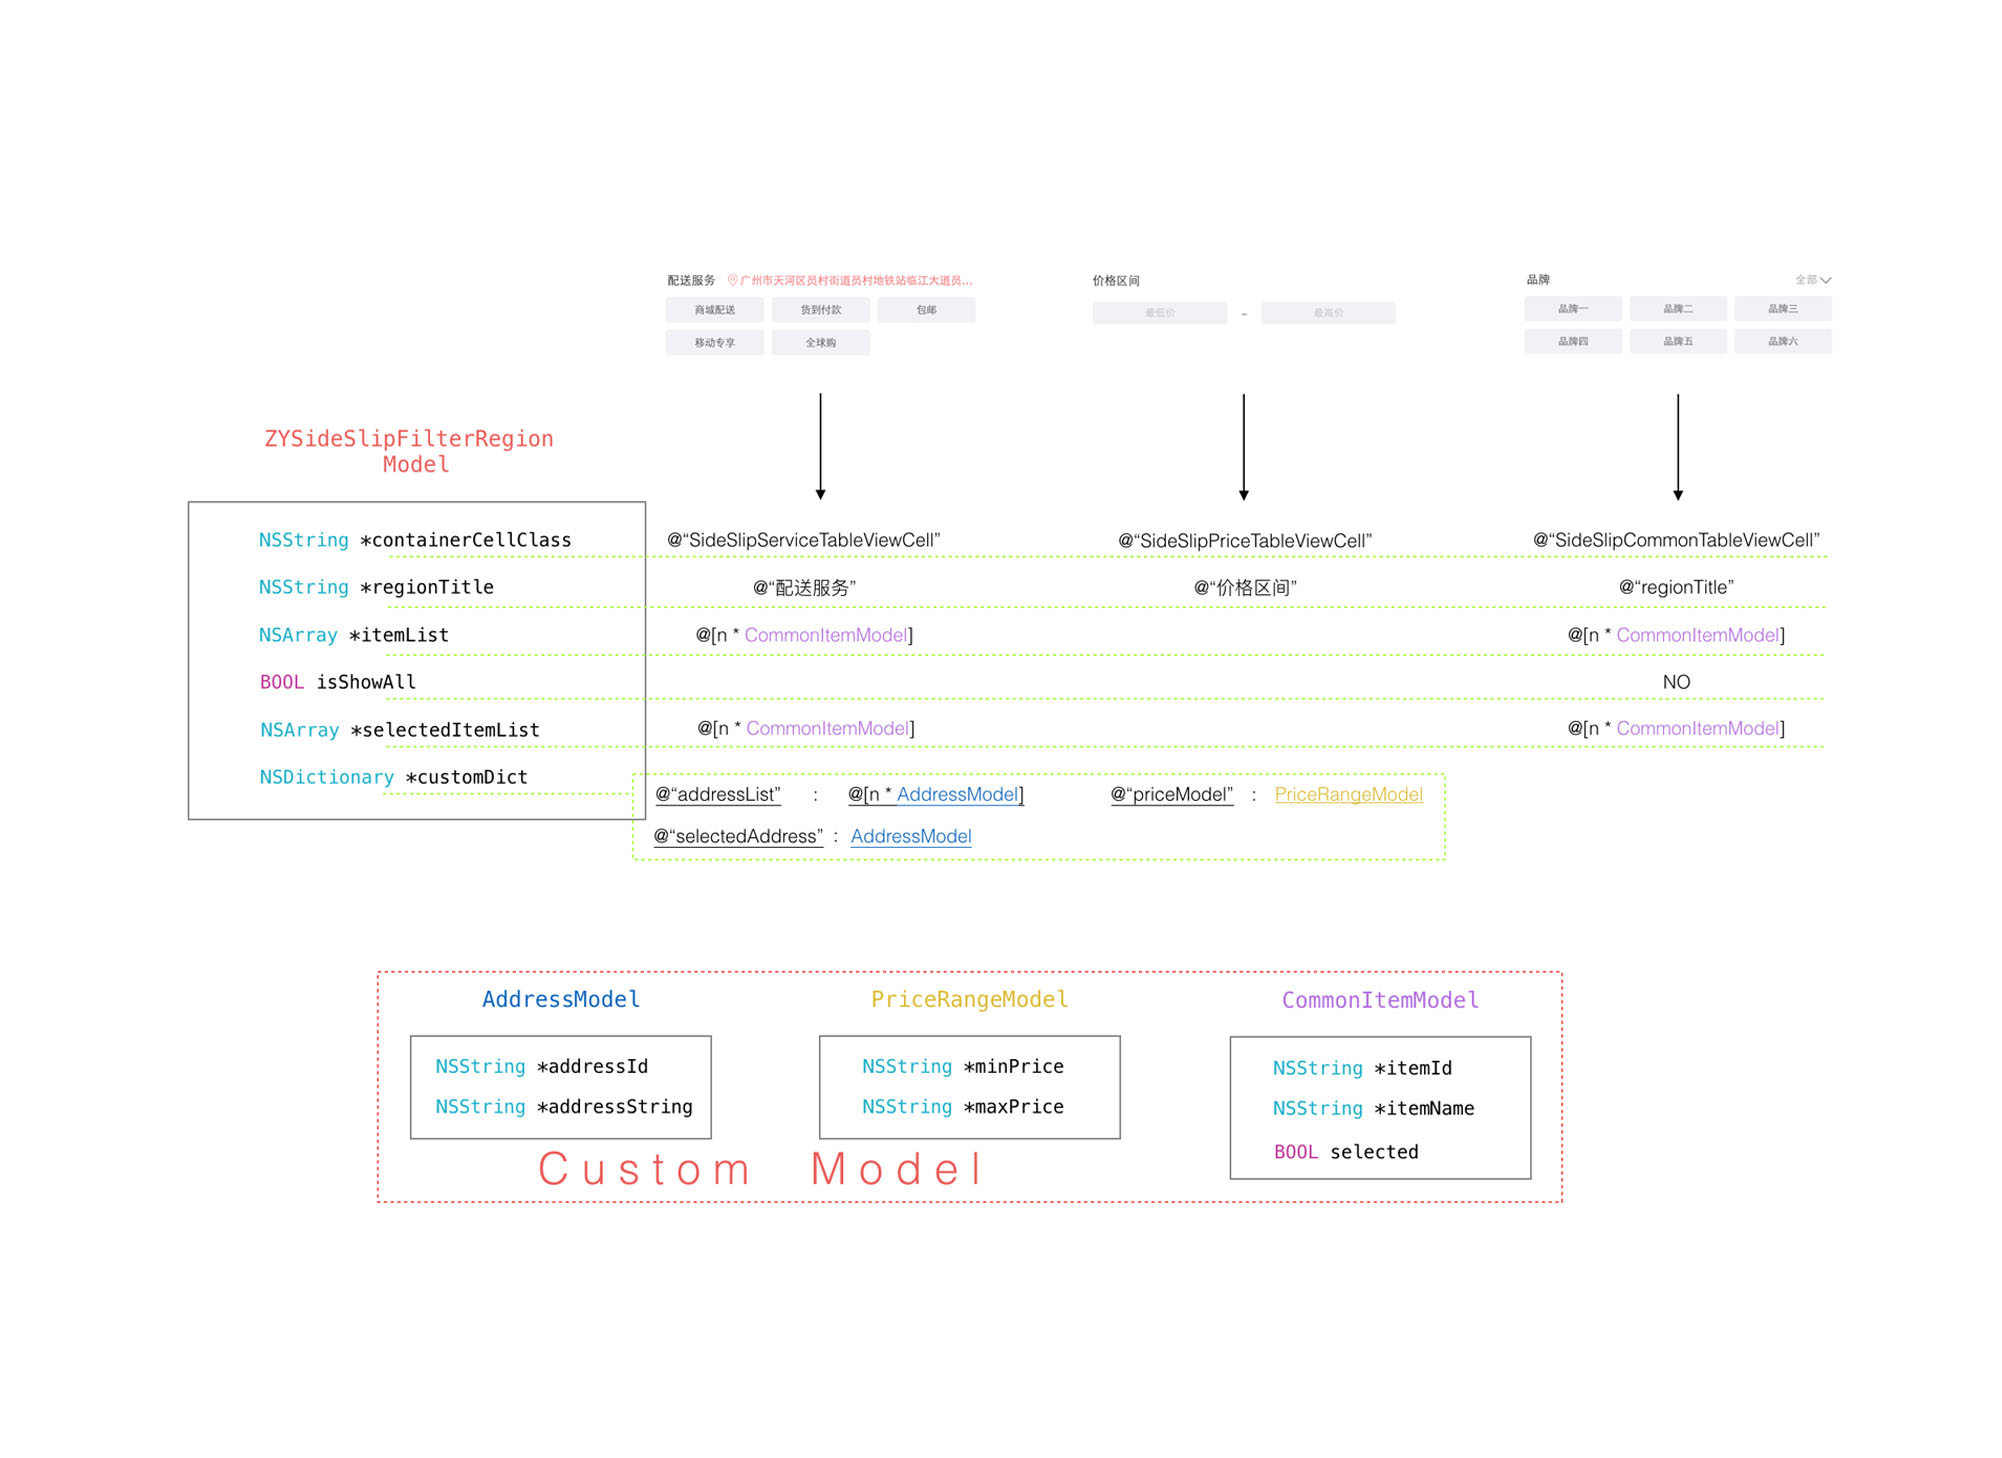 配送服务 广州市天河区员村街道员村地铁站临江大道员...
商城配送 货到付款 包邮
移动专享 全球购
价格区间
最低价 - 最高价
品牌 全部
品牌一 品牌二 品牌三
品牌四 品牌五 品牌六
ZYSideSlipFilterRegion
Model
NSString *containerCellClass @“SideSlipServiceTableViewCell” @“SideSlipPriceTableViewCell” @“SideSlipCommonTableViewCell”
NSString *regionTitle @“配送服务” @“价格区间” @“regionTitle”
NSArray *itemList @[n * CommonItemModel] @[n * CommonItemModel]
BOOL isShowAll NO
NSArray *selectedItemList @[n * CommonItemModel] @[n * CommonItemModel]
NSDictionary *customDict
@“addressList” : @[n * AddressModel] @“priceModel” : PriceRangeModel
@“selectedAddress” : AddressModel
AddressModel
NSString *addressId
NSString *addressString
PriceRangeModel
NSString *minPrice
NSString *maxPrice
CommonItemModel
NSString *itemId
NSString *itemName
BOOL selected
Custom Model